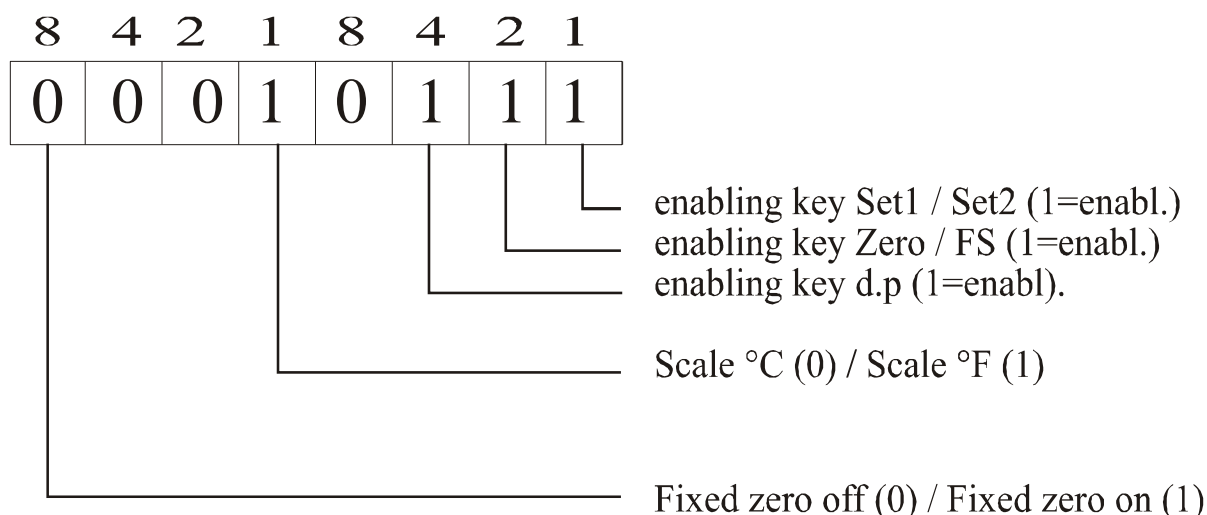 8 4 2 1 8 4 2 1
0 0 0 1 0 1 1 1
enabling key Set1 / Set2 (1=enabl.)
enabling key Zero / FS (1=enabl.)
enabling key d.p (1=enabl).
Scale °C (0) / Scale °F (1)
Fixed zero off (0) / Fixed zero on (1)